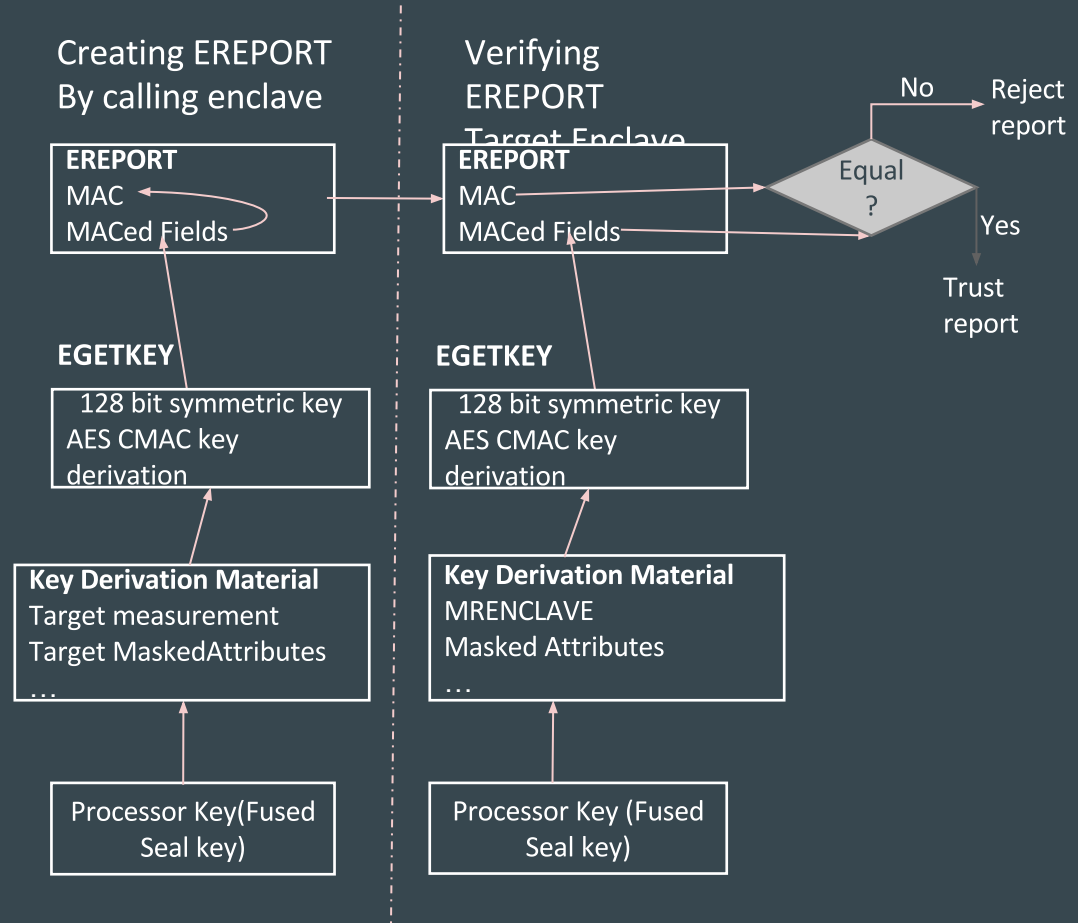 Creating EREPORT
By calling enclave
EREPORT
MAC
MACed Fields
EGETKEY
128 bit symmetric key
AES CMAC key
derivation
Key Derivation Material
Target measurement
Target MaskedAttributes
…
Processor Key(Fused
Seal key)
Verifying
EREPORT
Target Enclave
EREPORT
MAC
MACed Fields
EGETKEY
128 bit symmetric key
AES CMAC key
derivation
Key Derivation Material
MRENCLAVE
Masked Attributes
…
Processor Key (Fused
Seal key)
Equal
?
No
Reject
report
Yes
Trust
report